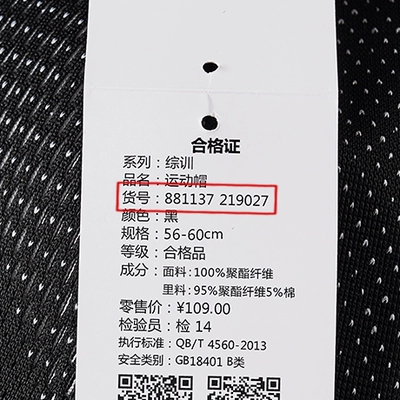 合格证
系列：综训
品名：运动帽
货号：881137 219027
颜色：黑
规格：56-60cm
等级：合格品
成分：面料：100%聚酯纤维
里料：95%聚酯纤维5%棉
零售价：¥109.00
检验员：检 14
执行标准：QB/T 4560-2013
安全类别：GB18401 B类